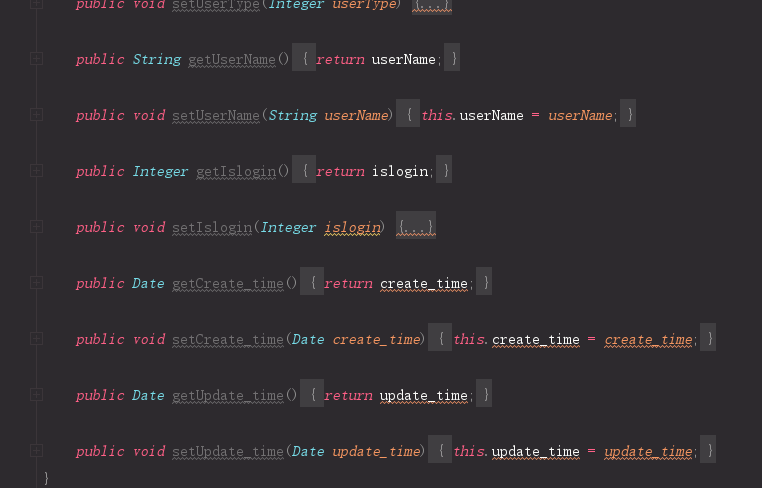 public void setUserType(Integer userType) {...}
public String getUserName() { return userName; }
public void setUserName(String userName) { this.userName = userName; }
public Integer getIslogin() { return islogin; }
public void setIslogin(Integer islogin) {...}
public Date getCreate_time() { return create_time; }
public void setCreate_time(Date create_time) { this.create_time = create_time; }
public Date getUpdate_time() { return update_time; }
public void setUpdate_time(Date update_time) { this.update_time = update_time; }
}